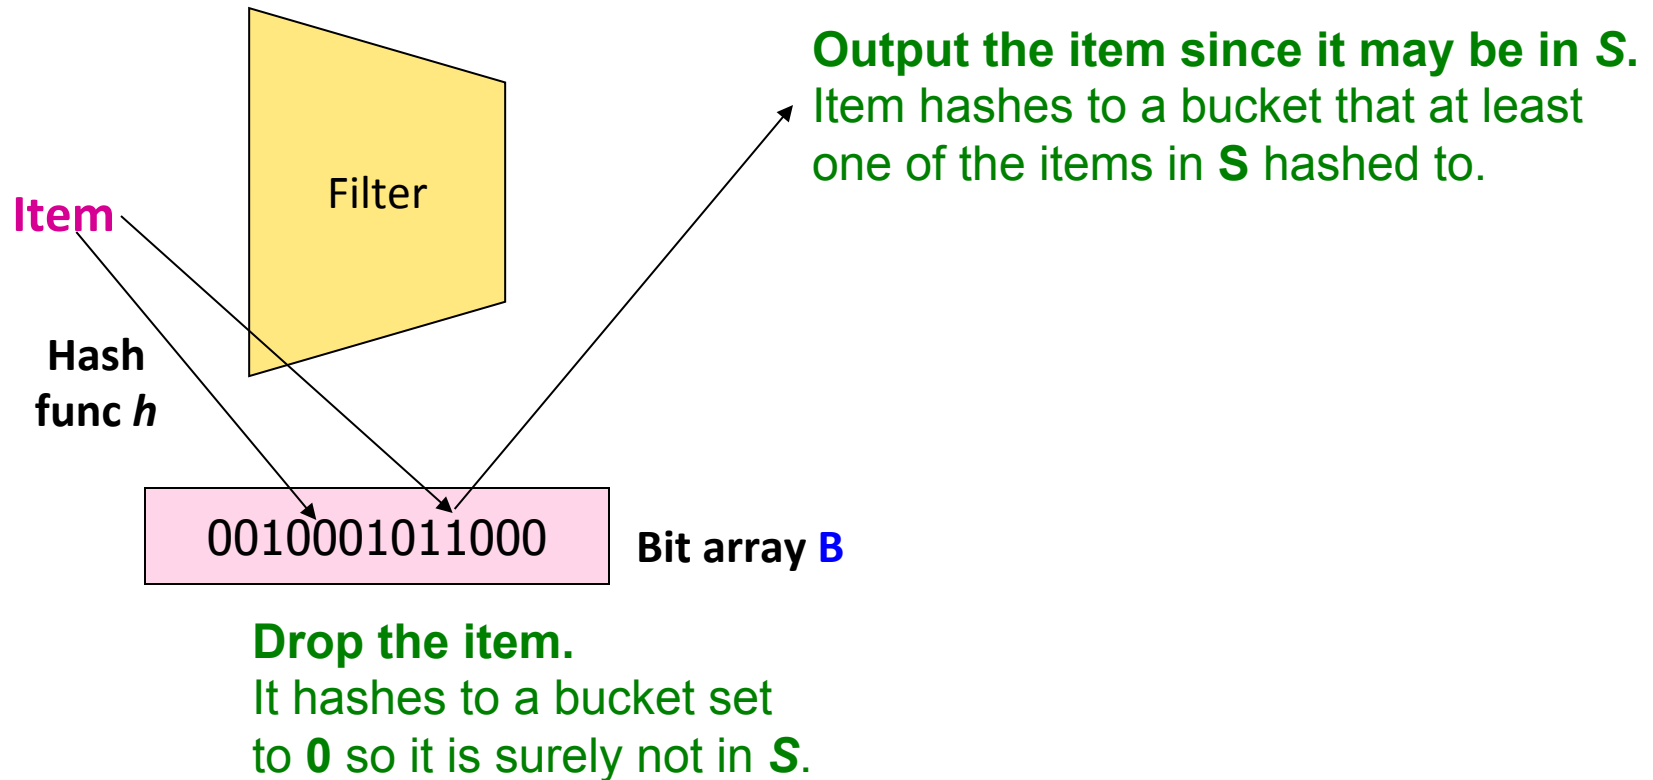 Output the item since it may be in S.
Item hashes to a bucket that at least
one of the items in S hashed to.
Filter
Item
Hash
func h
0010001011000
Bit array B
Drop the item.
It hashes to a bucket set
to 0 so it is surely not in S.